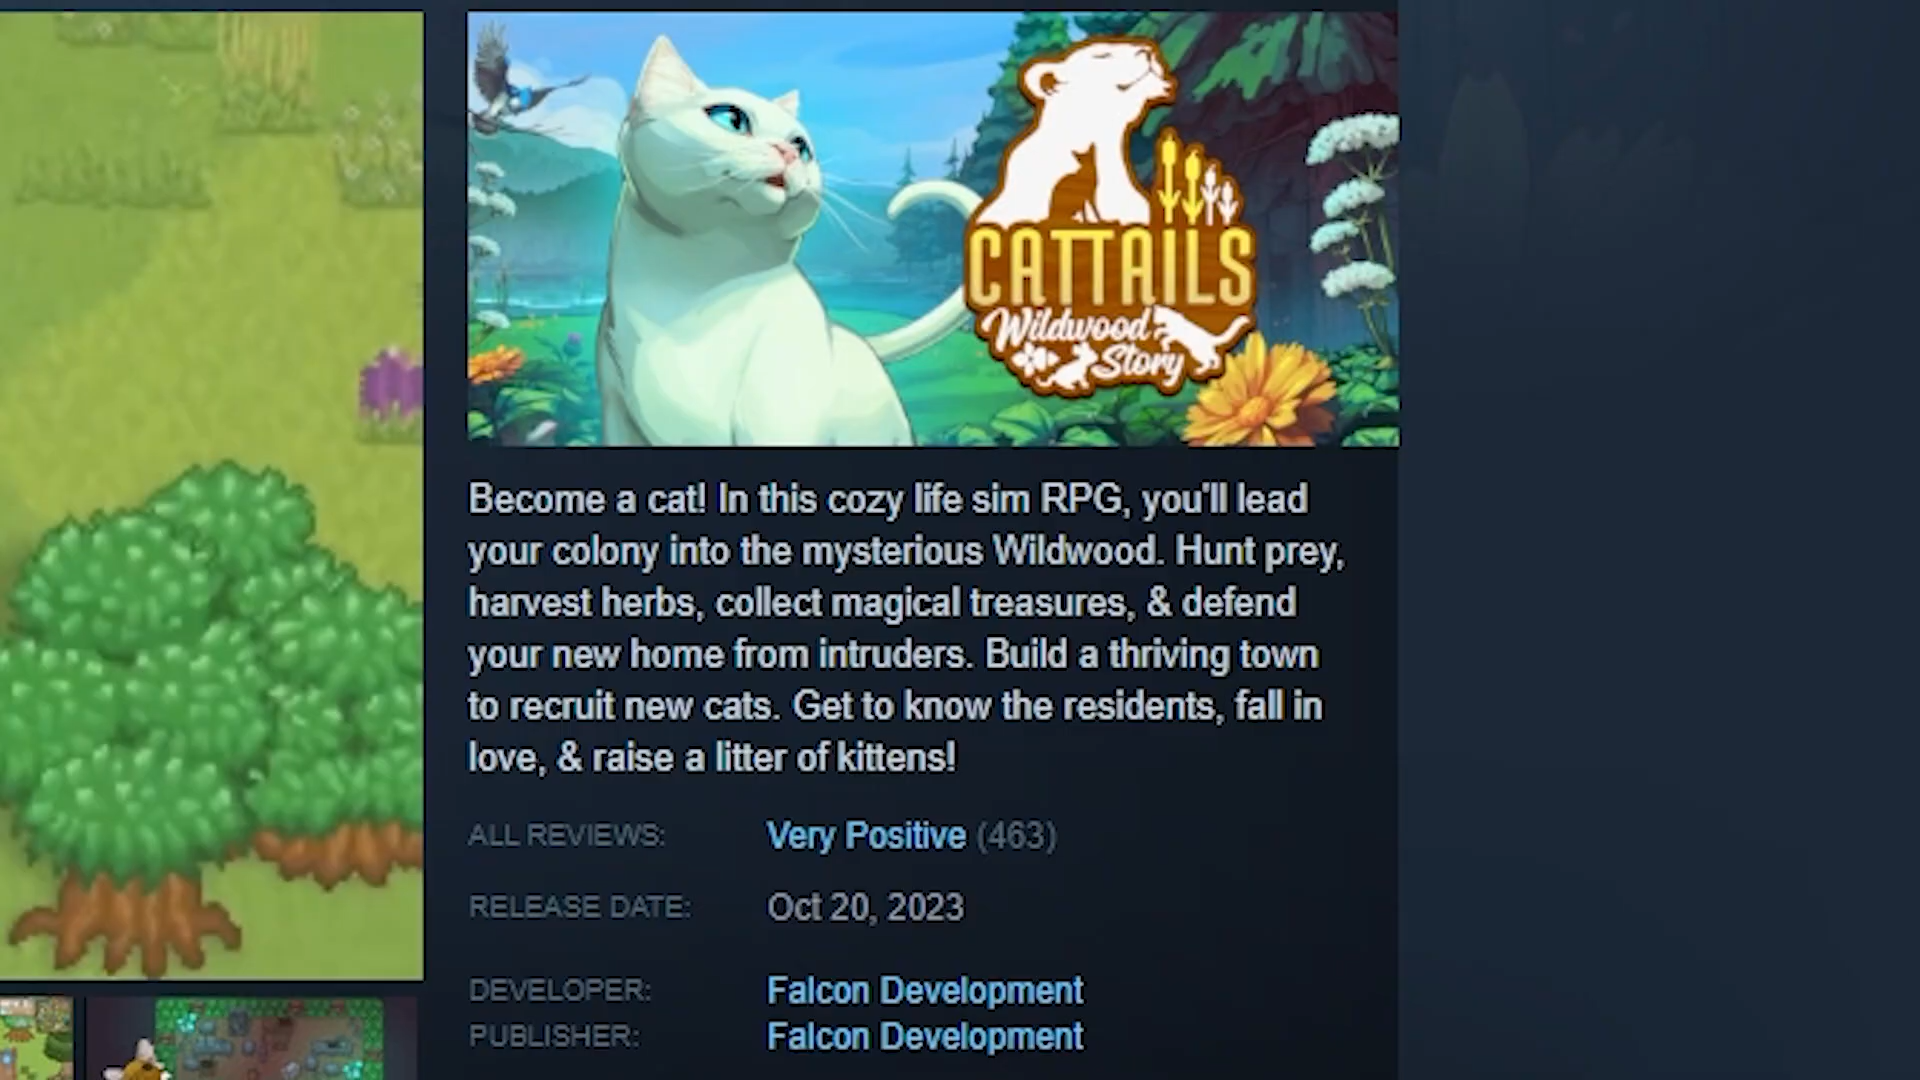 CATTAILS
Wildwood
Story
Become a cat! In this cozy life sim RPG, you'll lead
your colony into the mysterious Wildwood. Hunt prey,
harvest herbs, collect magical treasures, & defend
your new home from intruders. Build a thriving town
to recruit new cats. Get to know the residents, fall in
love, & raise a litter of kittens!
ALL REVIEWS: Very Positive (463)
RELEASE DATE: Oct 20, 2023
DEVELOPER: Falcon Development
PUBLISHER: Falcon Development